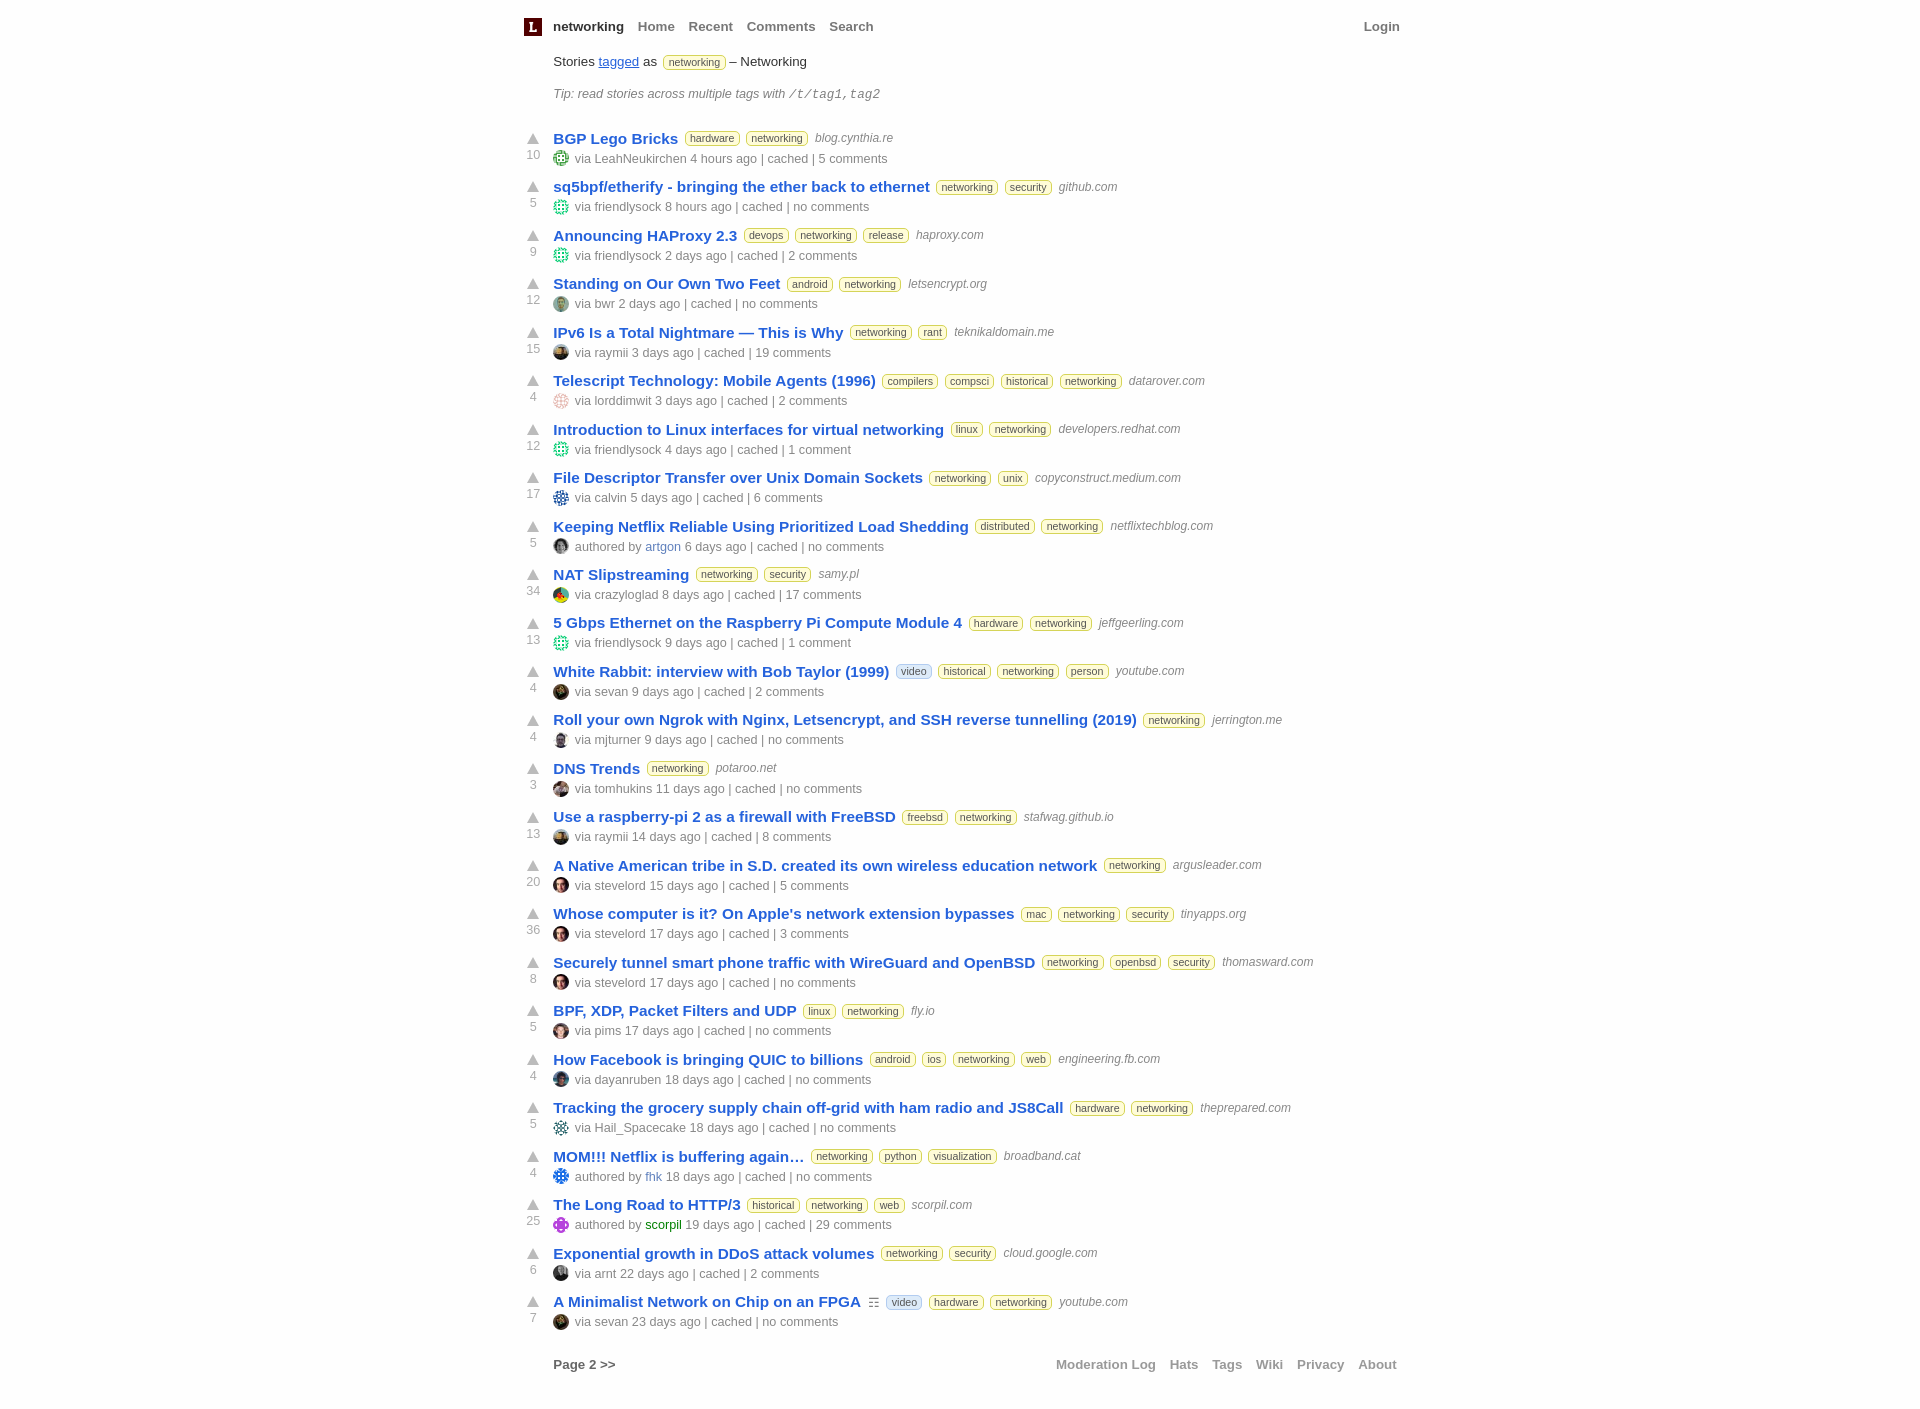 L networking Home Recent Comments Search Login
Stories tagged as networking – Networking
Tip: read stories across multiple tags with /t/tag1,tag2
BGP Lego Bricks hardware networking blog.cynthia.re
10 via LeahNeukirchen 4 hours ago | cached | 5 comments
sq5bpf/etherify - bringing the ether back to ethernet networking security github.com
5 via friendlysock 8 hours ago | cached | no comments
Announcing HAProxy 2.3 devops networking release haproxy.com
9 via friendlysock 2 days ago | cached | 2 comments
Standing on Our Own Two Feet android networking letsencrypt.org
12 via bwr 2 days ago | cached | no comments
IPv6 Is a Total Nightmare — This is Why networking rant teknikaldomain.me
15 via raymii 3 days ago | cached | 19 comments
Telescript Technology: Mobile Agents (1996) compilers compsci historical networking datarover.com
4 via lorddimwit 3 days ago | cached | 2 comments
Introduction to Linux interfaces for virtual networking linux networking developers.redhat.com
12 via friendlysock 4 days ago | cached | 1 comment
File Descriptor Transfer over Unix Domain Sockets networking unix copyconstruct.medium.com
17 via calvin 5 days ago | cached | 6 comments
Keeping Netflix Reliable Using Prioritized Load Shedding distributed networking netflixtechblog.com
5 authored by artgon 6 days ago | cached | no comments
NAT Slipstreaming networking security samy.pl
34 via crazyloglad 8 days ago | cached | 17 comments
5 Gbps Ethernet on the Raspberry Pi Compute Module 4 hardware networking jeffgeerling.com
13 via friendlysock 9 days ago | cached | 1 comment
White Rabbit: interview with Bob Taylor (1999) video historical networking person youtube.com
4 via sevan 9 days ago | cached | 2 comments
Roll your own Ngrok with Nginx, Letsencrypt, and SSH reverse tunnelling (2019) networking jerrington.me
4 via mjturner 9 days ago | cached | no comments
DNS Trends networking potaroo.net
3 via tomhukins 11 days ago | cached | no comments
Use a raspberry-pi 2 as a firewall with FreeBSD freebsd networking stafwag.github.io
13 via raymii 14 days ago | cached | 8 comments
A Native American tribe in S.D. created its own wireless education network networking argusleader.com
20 via stevelord 15 days ago | cached | 5 comments
Whose computer is it? On Apple's network extension bypasses mac networking security tinyapps.org
36 via stevelord 17 days ago | cached | 3 comments
Securely tunnel smart phone traffic with WireGuard and OpenBSD networking openbsd security thomasward.com
8 via stevelord 17 days ago | cached | no comments
BPF, XDP, Packet Filters and UDP linux networking fly.io
5 via pims 17 days ago | cached | no comments
How Facebook is bringing QUIC to billions android ios networking web engineering.fb.com
4 via dayanruben 18 days ago | cached | no comments
Tracking the grocery supply chain off-grid with ham radio and JS8Call hardware networking theprepared.com
5 via Hail_Spacecake 18 days ago | cached | no comments
MOM!!! Netflix is buffering again… networking python visualization broadband.cat
4 authored by fhk 18 days ago | cached | no comments
The Long Road to HTTP/3 historical networking web scorpil.com
25 authored by scorpil 19 days ago | cached | 29 comments
Exponential growth in DDoS attack volumes networking security cloud.google.com
6 via arnt 22 days ago | cached | 2 comments
A Minimalist Network on Chip on an FPGA ☶ video hardware networking youtube.com
7 via sevan 23 days ago | cached | no comments
Page 2 >> Moderation Log Hats Tags Wiki Privacy About